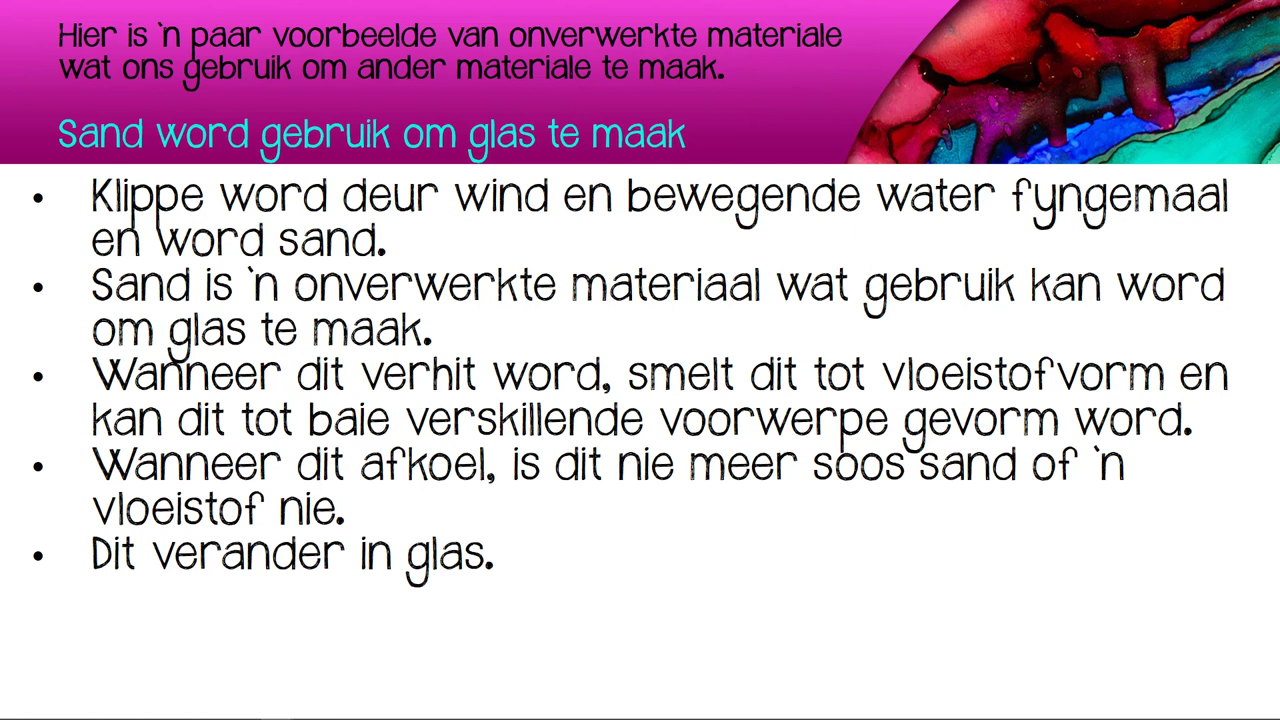 Hier is 'n paar voorbeelde van onverwerkte materiale
wat ons gebruik om ander materiale te maak.
Sand word gebruik om glas te maak
• Klippe word deur wind en bewegende water fyngemaal
en word sand.
• Sand is 'n onverwerkte materiaal wat gebruik kan word
om glas te maak.
• Wanneer dit verhit word, smelt dit tot vloeistofvorm en
kan dit tot baie verskillende voorwerpe gevorm word.
• Wanneer dit afkoel, is dit nie meer soos sand of 'n
vloeistof nie.
• Dit verander in glas.